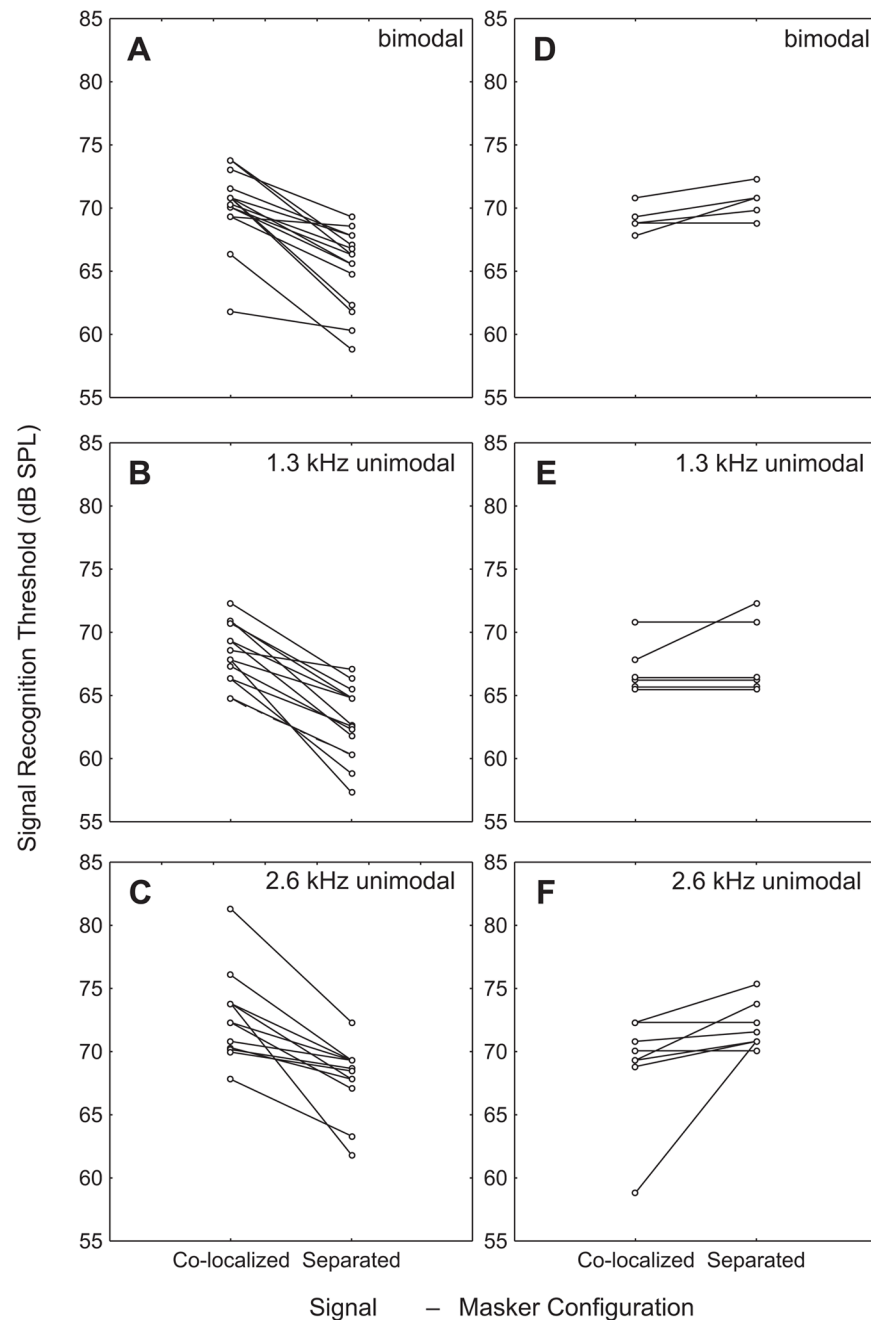 A
bimodal
85
80
75
70
65
60
55
D
bimodal
85
80
75
70
65
60
55
B
1.3 kHz unimodal
85
80
75
70
65
60
55
E
1.3 kHz unimodal
85
80
75
70
65
60
55
C
2.6 kHz unimodal
85
80
75
70
65
60
55
F
2.6 kHz unimodal
85
80
75
70
65
60
55
Signal Recognition Threshold (dB SPL)
Co-localized Separated
Co-localized Separated
Signal – Masker Configuration